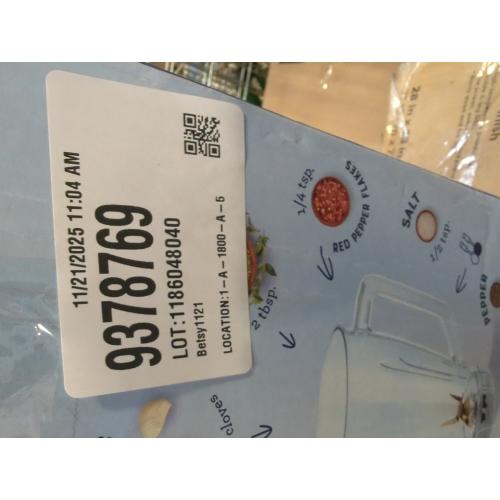 11/21/2025 11:04 AM
9378769
LOT:1186048040
Betsy1121
LOCATION:1-A-1800-A-5
1/4 tsp.
RED PEPPER FLAKES
SALT
1/2 tsp.
PEPPER
2 tbsp.
cloves